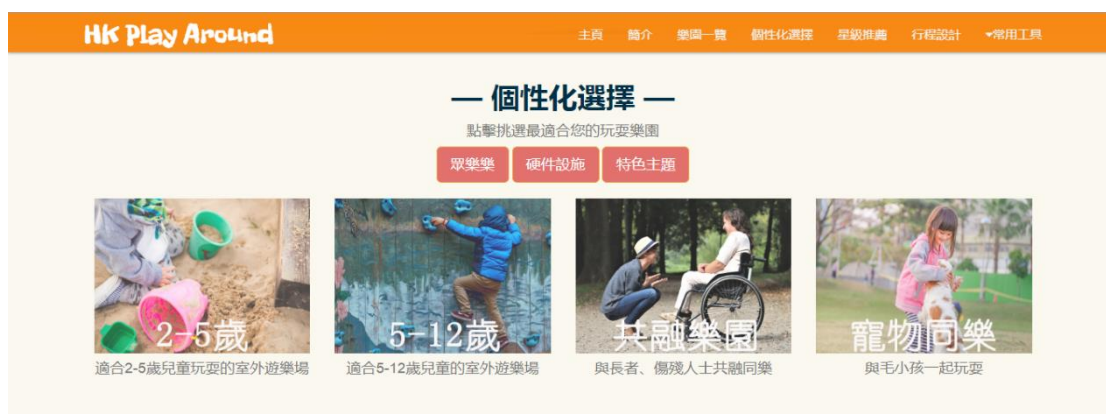 HK Play Around
主頁 簡介 樂園一覽 個性化選擇 星級推薦 行程設計 ▾常用工具
— 個性化選擇 —
點擊挑選最適合您的玩耍樂園
眾樂樂 硬件設施 特色主題
2-5歲 5-12歲 共融樂園 寵物同樂
適合2-5歲兒童玩耍的室外遊樂場 適合5-12歲兒童的室外遊樂場 與長者、傷殘人士共融同樂 與毛小孩一起玩耍